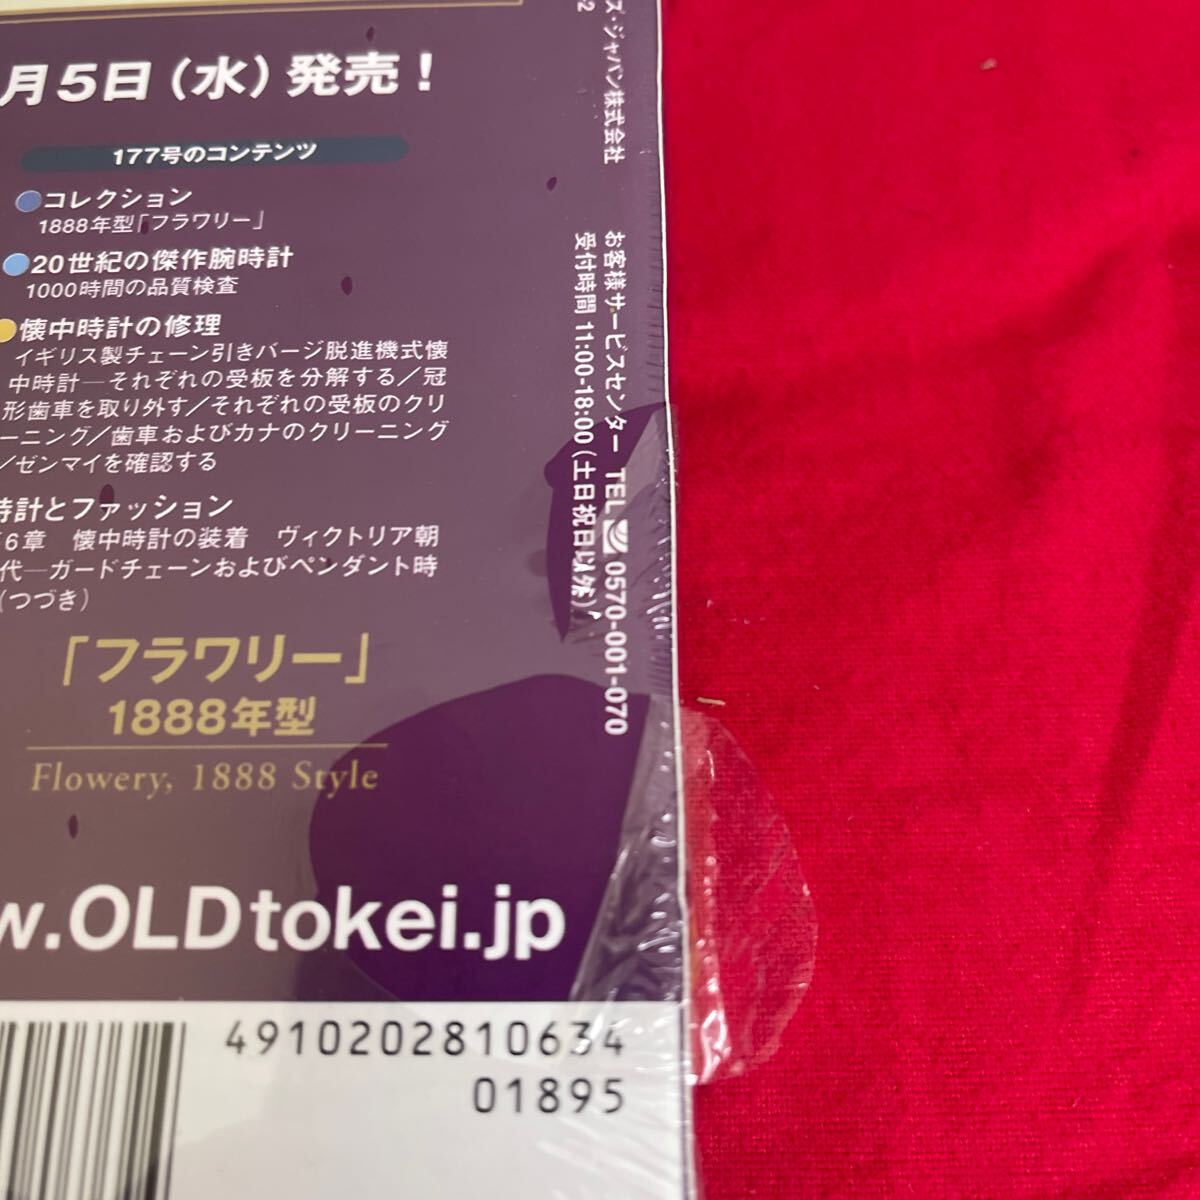 月5日（水）発売！
177号のコンテンツ
コレクション
1888年型「フラワリー」
20世紀の傑作腕時計
1000時間の品質検査
懐中時計の修理
イギリス製チェーン引きバージ脱進機式懐
中時計―それぞれの受板を分解する／冠
形歯車を取り外す／それぞれの受板のクリ
ーニング／歯車およびカナのクリーニング
／ゼンマイを確認する
時計とファッション
6章　懐中時計の装着　ヴィクトリア朝
代―ガードチェーンおよびペンダント時
（つづき）
「フラワリー」
1888年型
Flowery, 1888 Style
w.OLDtokei.jp
4910202810634
01895
ズ・ジャパン株式会社
2
お客様サービスセンター TEL 0570-001-070
受付時間 11:00-18:00（土日祝日以外）